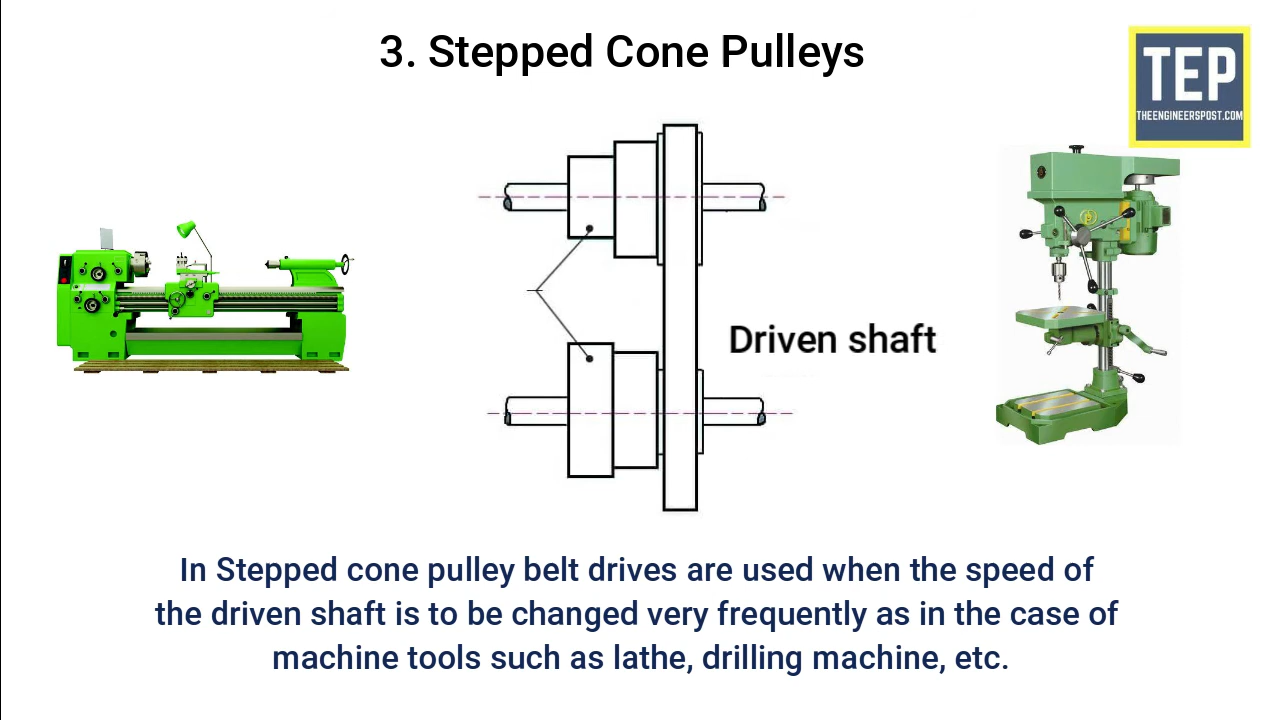 3. Stepped Cone Pulleys
TEP
THEENGINEERSPOST.COM
Driven shaft
In Stepped cone pulley belt drives are used when the speed of
the driven shaft is to be changed very frequently as in the case of
machine tools such as lathe, drilling machine, etc.